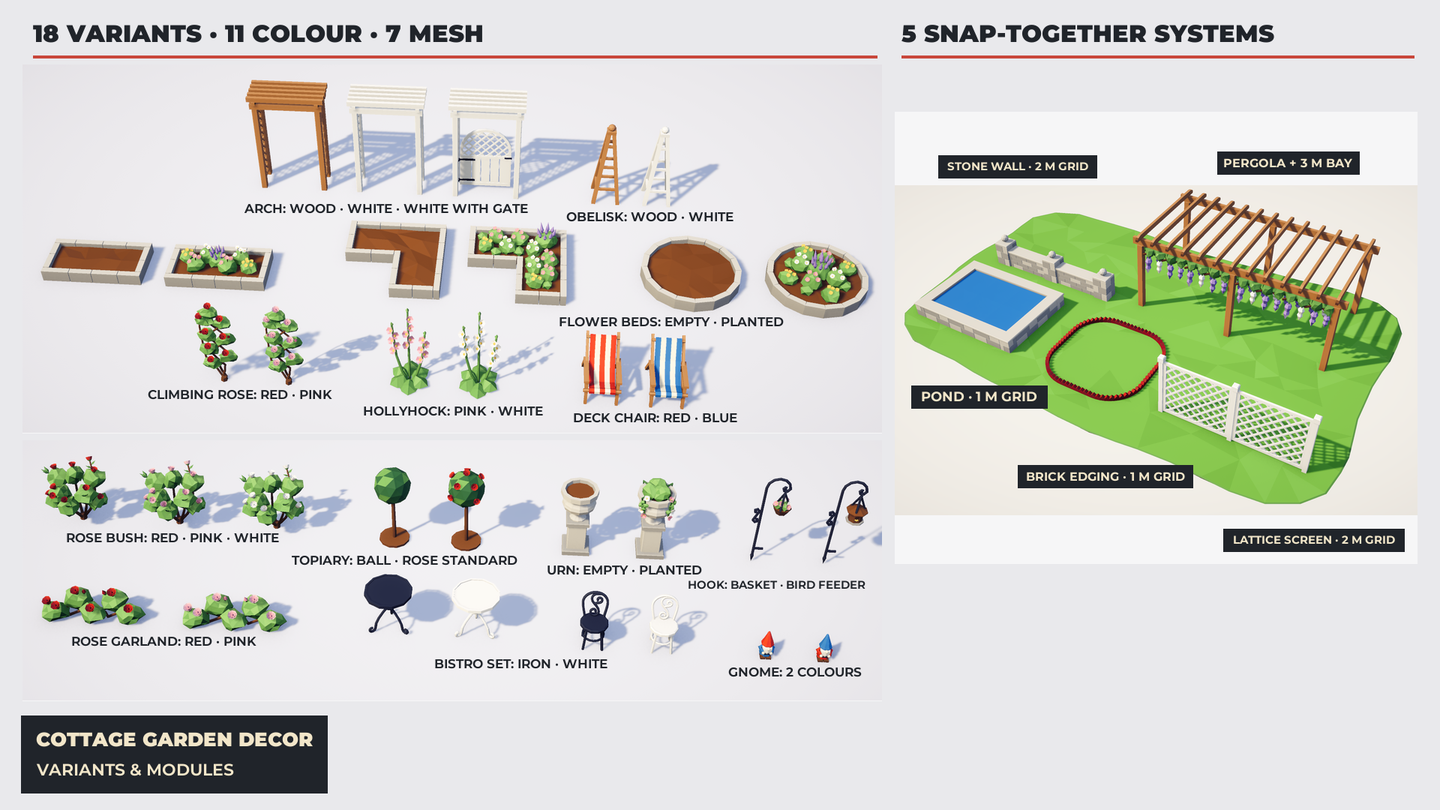 18 VARIANTS · 11 COLOUR · 7 MESH
5 SNAP-TOGETHER SYSTEMS
ARCH: WOOD · WHITE · WHITE WITH GATE
OBELISK: WOOD · WHITE
FLOWER BEDS: EMPTY · PLANTED
CLIMBING ROSE: RED · PINK
HOLLYHOCK: PINK · WHITE
DECK CHAIR: RED · BLUE
ROSE BUSH: RED · PINK · WHITE
TOPIARY: BALL · ROSE STANDARD
URN: EMPTY · PLANTED
HOOK: BASKET · BIRD FEEDER
ROSE GARLAND: RED · PINK
BISTRO SET: IRON · WHITE
GNOME: 2 COLOURS
STONE WALL · 2 M GRID
PERGOLA + 3 M BAY
POND · 1 M GRID
BRICK EDGING · 1 M GRID
LATTICE SCREEN · 2 M GRID
COTTAGE GARDEN DECOR
VARIANTS & MODULES